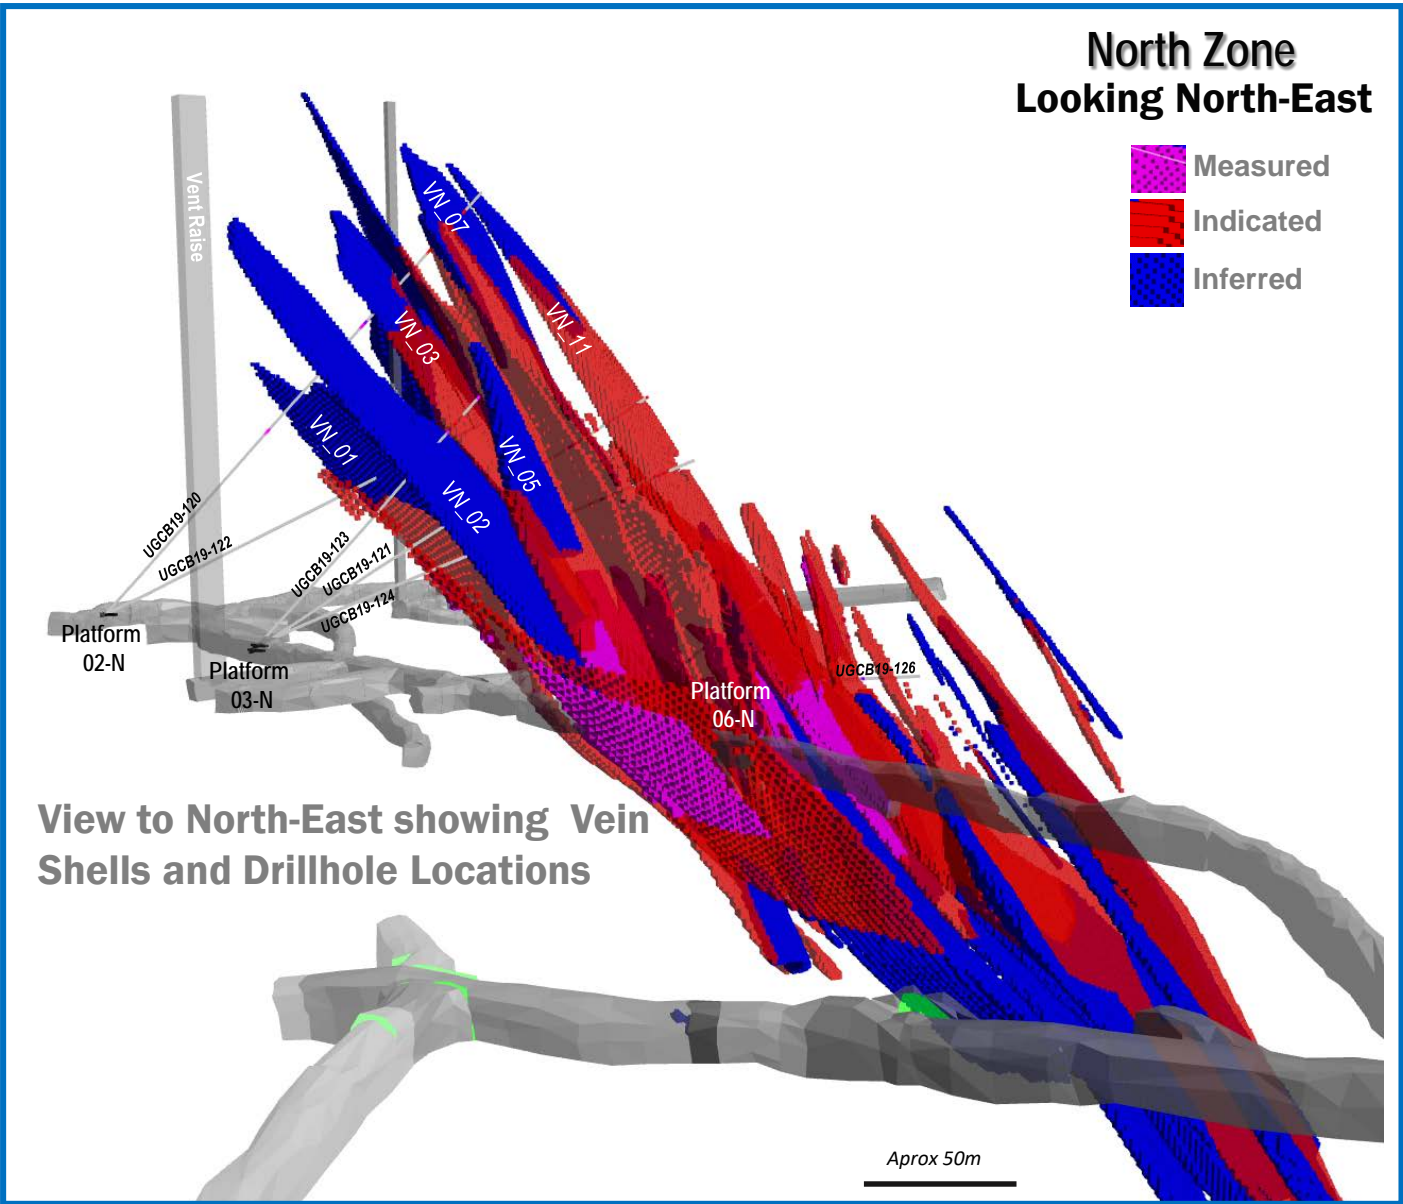 North Zone
Looking North-East
Measured
Indicated
Inferred
Vent Raise
VN_07
VN_11
VN_03
VN_01
VN_05
VN_02
UGCB19-120
UGCB19-122
UGCB19-123
UGCB19-121
UGCB19-124
Platform
02-N
Platform
03-N
UGCB19-126
Platform
06-N
View to North-East showing Vein
Shells and Drillhole Locations
Aprox 50m